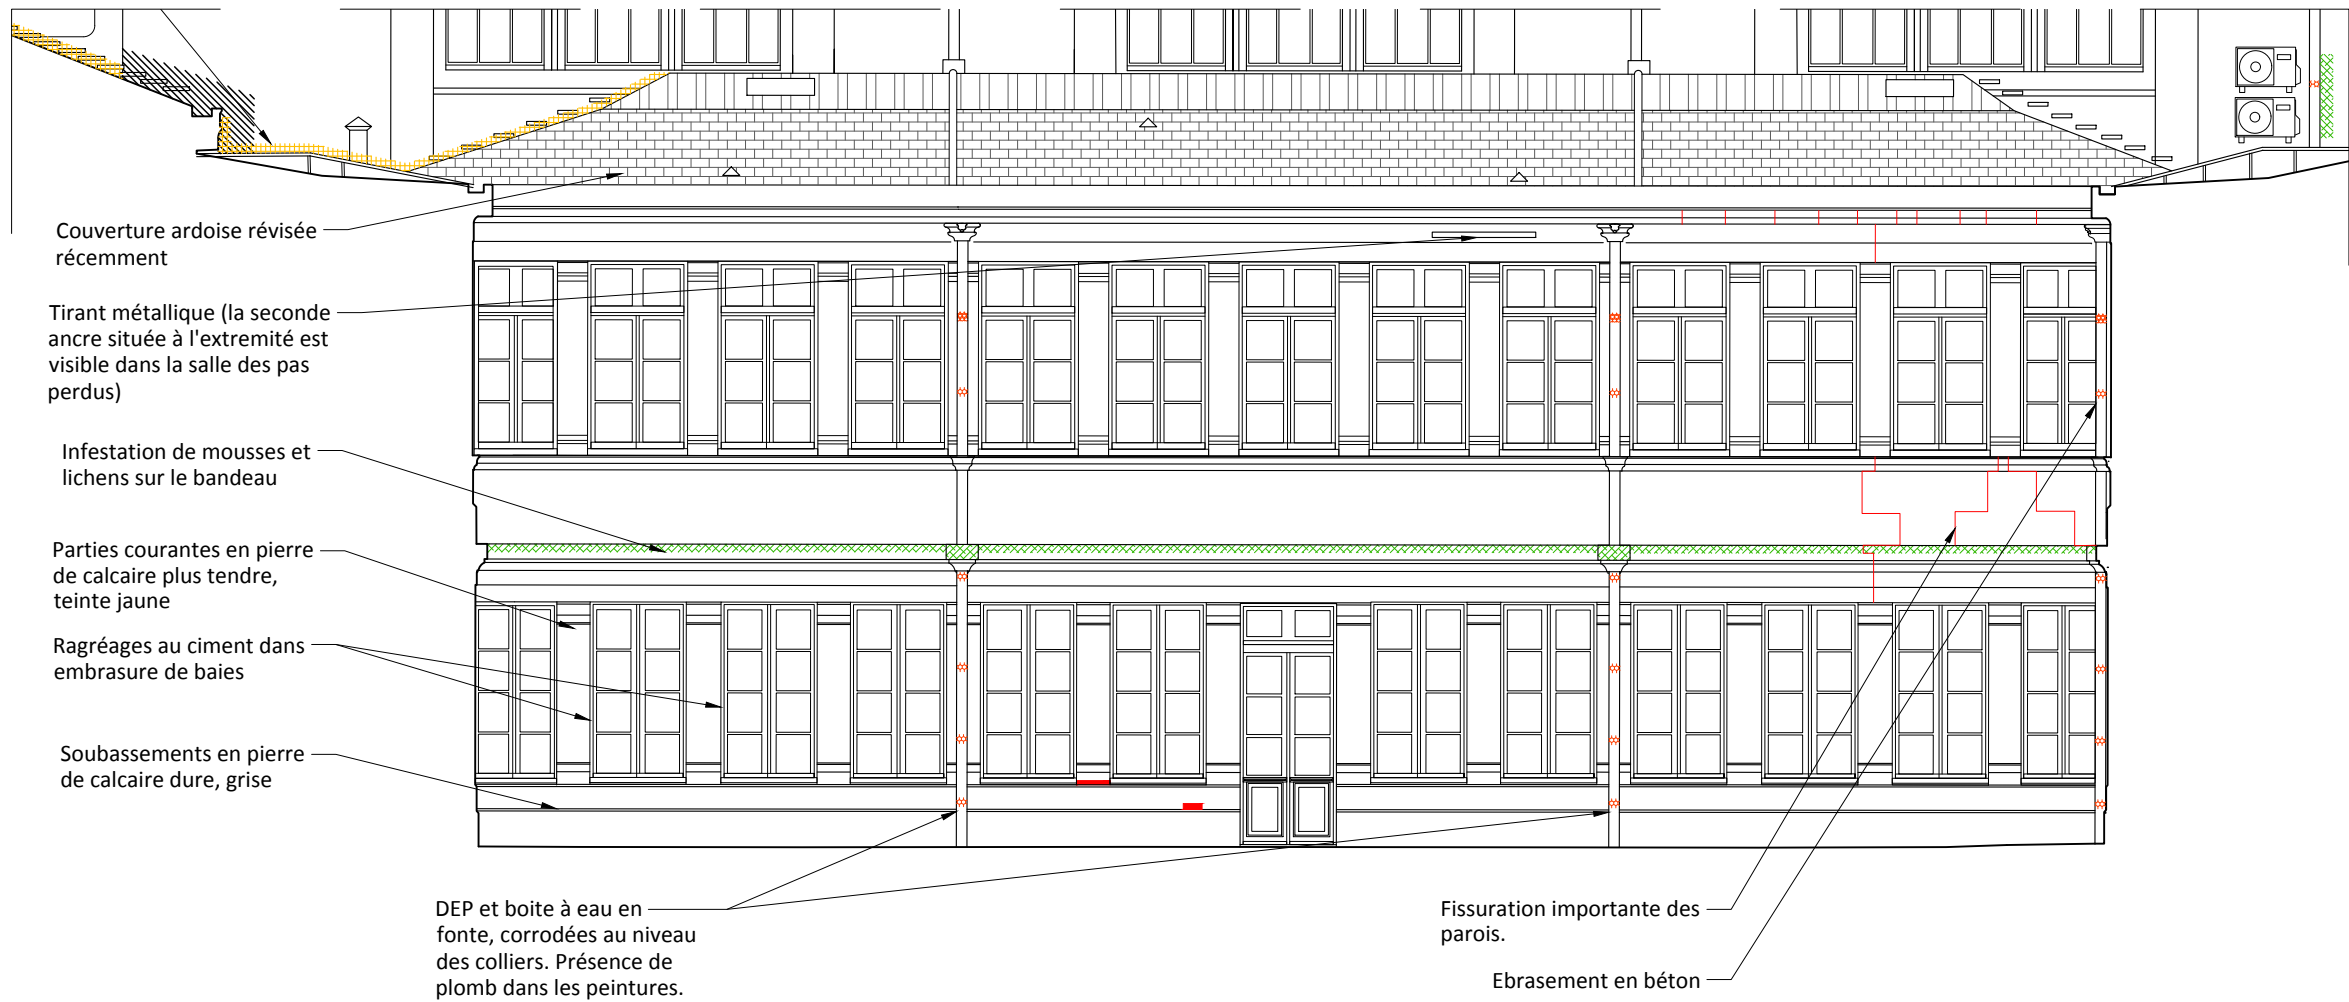 Couverture ardoise révisée
récemment
Tirant métallique (la seconde
ancre située à l'extremité est
visible dans la salle des pas
perdus)
Infestation de mousses et
lichens sur le bandeau
Parties courantes en pierre
de calcaire plus tendre,
teinte jaune
Ragréages au ciment dans
embrasure de baies
Soubassements en pierre
de calcaire dure, grise
DEP et boite à eau en
fonte, corrodées au niveau
des colliers. Présence de
plomb dans les peintures.
Fissuration importante des
parois.
Ebrasement en béton